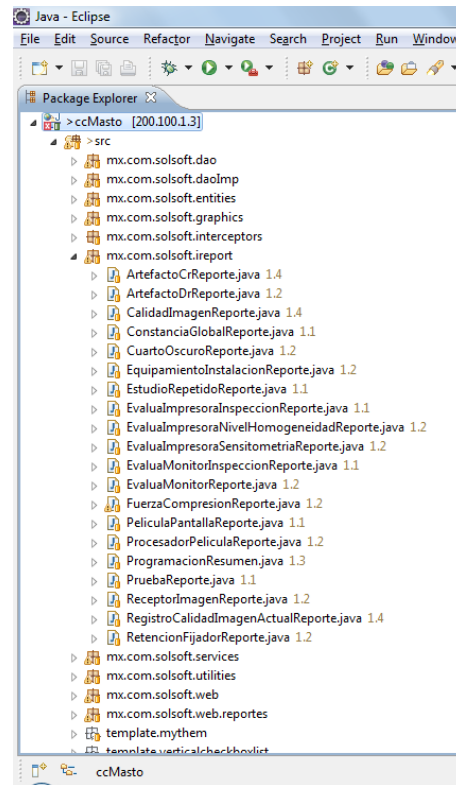 Java - Eclipse
File Edit Source Refactor Navigate Search Project Run Window
Package Explorer
>ccMasto [200.100.1.3]
>src
mx.com.solsoft.dao
mx.com.solsoft.daoImp
mx.com.solsoft.entities
mx.com.solsoft.graphics
mx.com.solsoft.interceptors
mx.com.solsoft.ireport
ArtefactoCrReporte.java 1.4
ArtefactoDrReporte.java 1.2
CalidadImagenReporte.java 1.4
ConstanciaGlobalReporte.java 1.1
CuartoOscuroReporte.java 1.2
EquipamientoInstalacionReporte.java 1.2
EstudioRepetidoReporte.java 1.1
EvaluaImpresoraInspeccionReporte.java 1.1
EvaluaImpresoraNivelHomogeneidadReporte.java 1.2
EvaluaImpresoraSensitometriaReporte.java 1.2
EvaluaMonitorInspeccionReporte.java 1.1
EvaluaMonitorReporte.java 1.2
FuerzaCompresionReporte.java 1.2
PeliculaPantallaReporte.java 1.1
ProcesadorPeliculaReporte.java 1.2
ProgramacionResumen.java 1.3
PruebaReporte.java 1.1
ReceptorImagenReporte.java 1.2
RegistroCalidadImagenActualReporte.java 1.4
RetencionFijadorReporte.java 1.2
mx.com.solsoft.services
mx.com.solsoft.utilities
mx.com.solsoft.web
mx.com.solsoft.web.reportes
template.mythem
template.verticalcheckboxlist
ccMasto